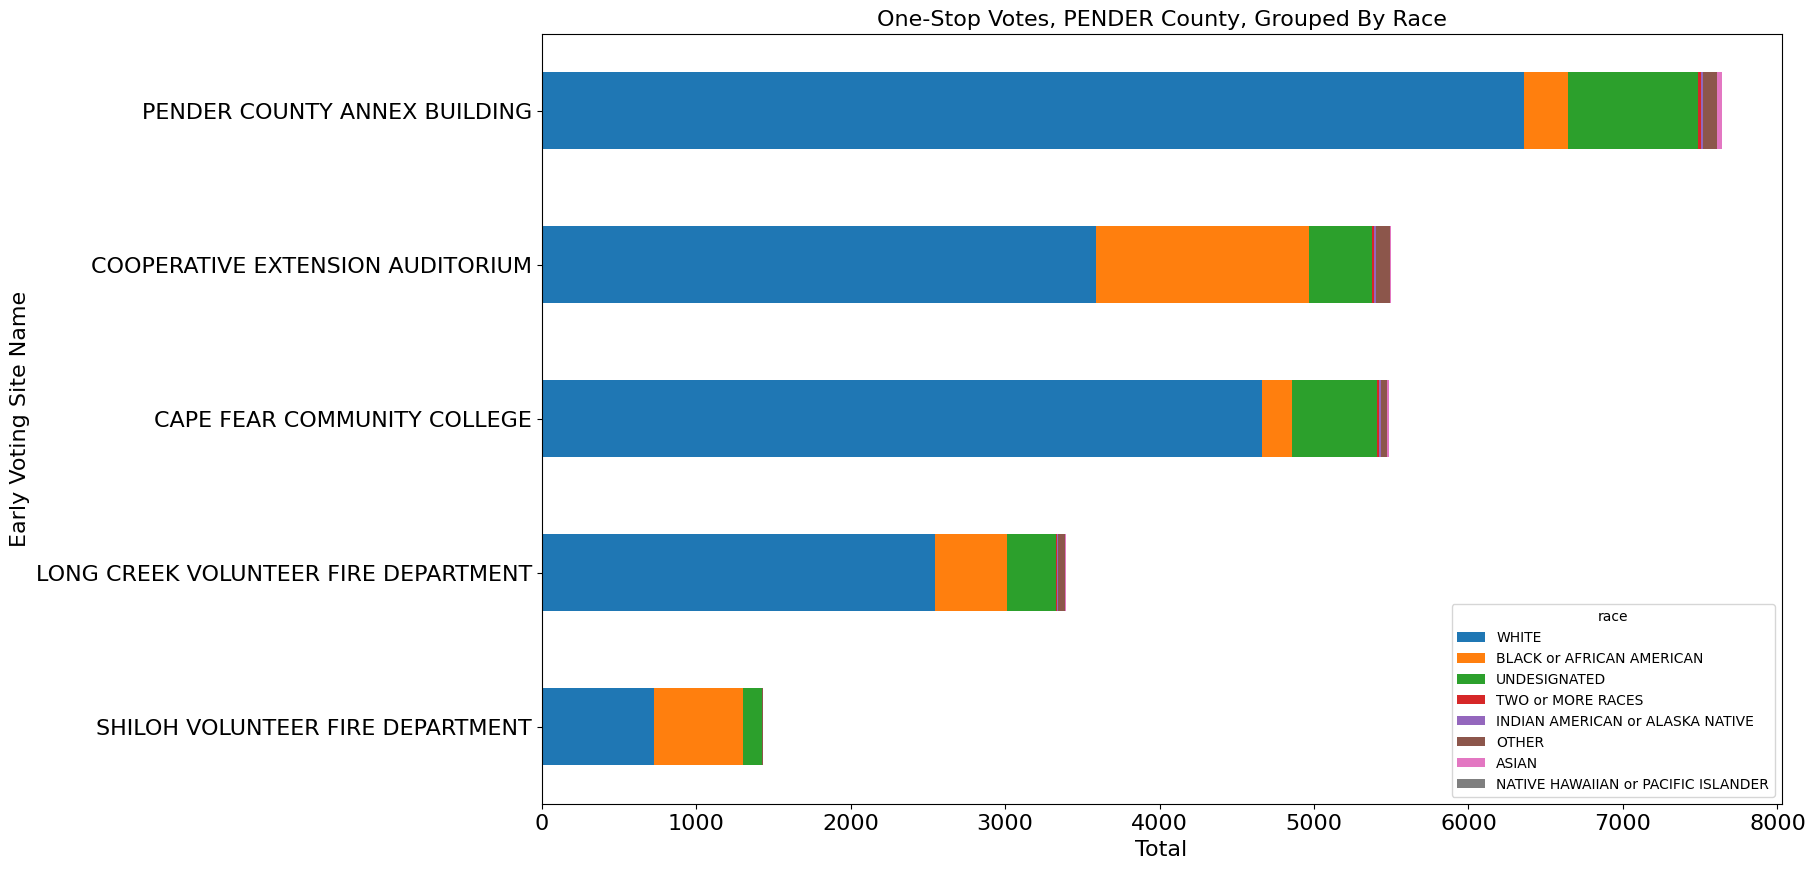 One-Stop Votes, PENDER County, Grouped By Race
Early Voting Site Name
PENDER COUNTY ANNEX BUILDING
COOPERATIVE EXTENSION AUDITORIUM
CAPE FEAR COMMUNITY COLLEGE
LONG CREEK VOLUNTEER FIRE DEPARTMENT
SHILOH VOLUNTEER FIRE DEPARTMENT
race
WHITE
BLACK or AFRICAN AMERICAN
UNDESIGNATED
TWO or MORE RACES
INDIAN AMERICAN or ALASKA NATIVE
OTHER
ASIAN
NATIVE HAWAIIAN or PACIFIC ISLANDER
0 1000 2000 3000 4000 5000 6000 7000 8000
Total